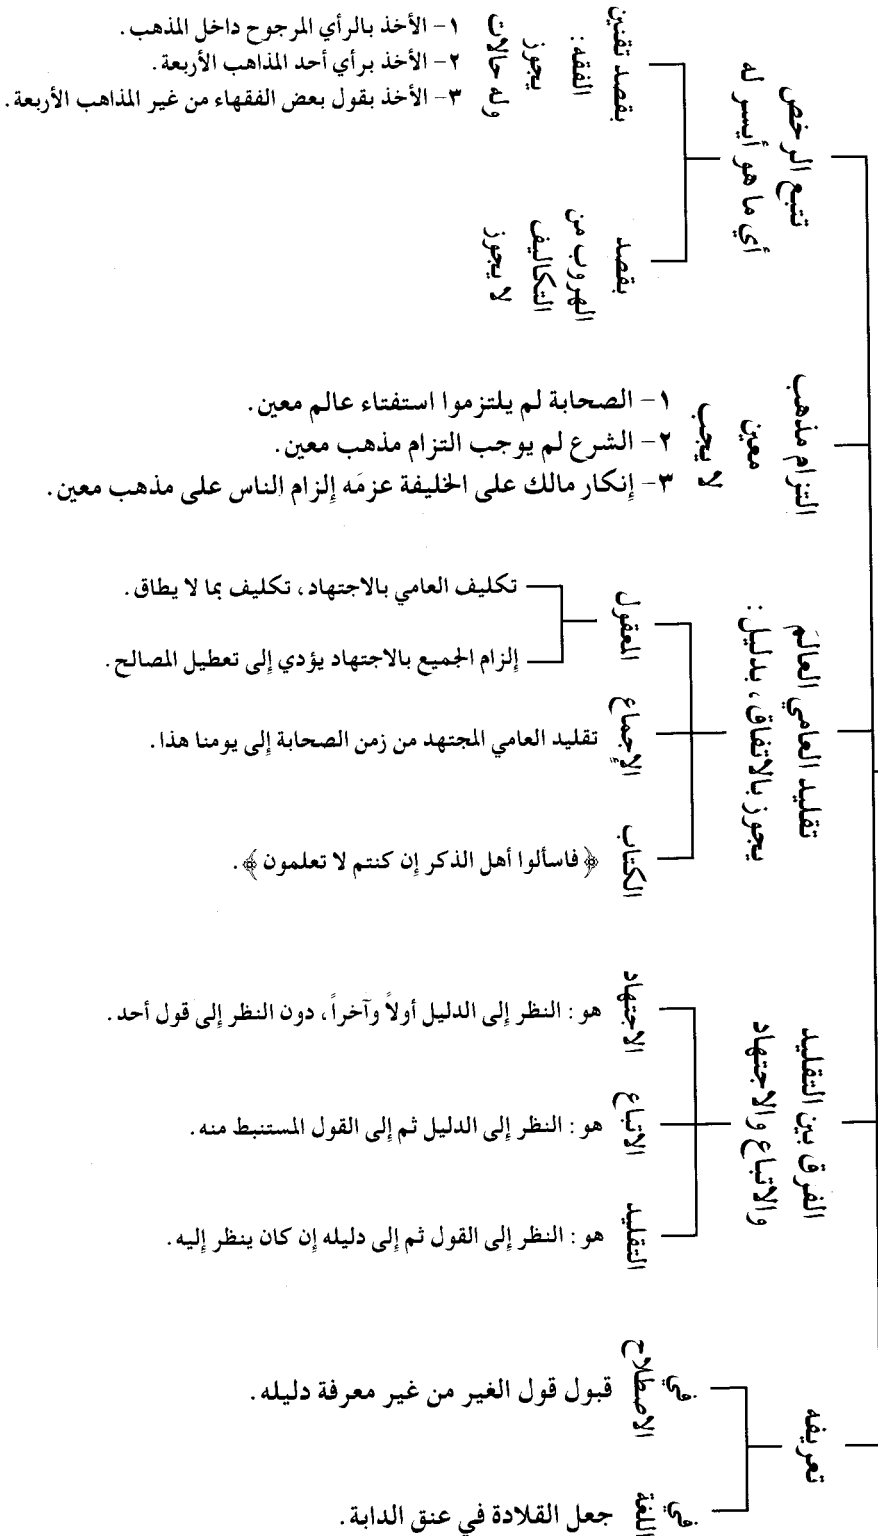 تعريفه
في
اللغة
جعل القلادة في عنق الدابة.
في
الاصطلاح
قبول قول الغير من غير معرفة دليله.
الفرق بين التقليد
والاتباع والاجتهاد
التقليد
هو: النظر إلى القول ثم إلى دليله إن كان ينظر إليه.
الاتباع
هو: النظر إلى الدليل ثم إلى القول المستنبط منه.
الاجتهاد
هو: النظر إلى الدليل أولاً وآخراً، دون النظر إلى قول أحد.
تقليد العامي العالمَ
يجوز بالاتفاق، بدليل:
الكتاب
﴿ فاسألوا أهل الذكر إن كنتم لا تعلمون ﴾.
الإجماع
تقليد العامي المجتهد من زمن الصحابة إلى يومنا هذا.
المعقول
تكليف العامي بالاجتهاد، تكليف بما لا يطاق.
إلزام الجميع بالاجتهاد يؤدي إلى تعطيل المصالح.
التزام مذهب
معين
لا يجب
١- الصحابة لم يلتزموا استفتاء عالم معين.
٢- الشرع لم يوجب التزام مذهب معين.
٣- إنكار مالك على الخليفة عزمَه إلزام الناس على مذهب معين.
تتبع الرخص
أي ما هو أيسر له
بقصد
الهروب من
التكاليف
لا يجوز
بقصد تقنين
الفقه:
يجوز
وله حالات
١- الأخذ بالرأي المرجوح داخل المذهب.
٢- الأخذ برأي أحد المذاهب الأربعة.
٣- الأخذ بقول بعض الفقهاء من غير المذاهب الأربعة.